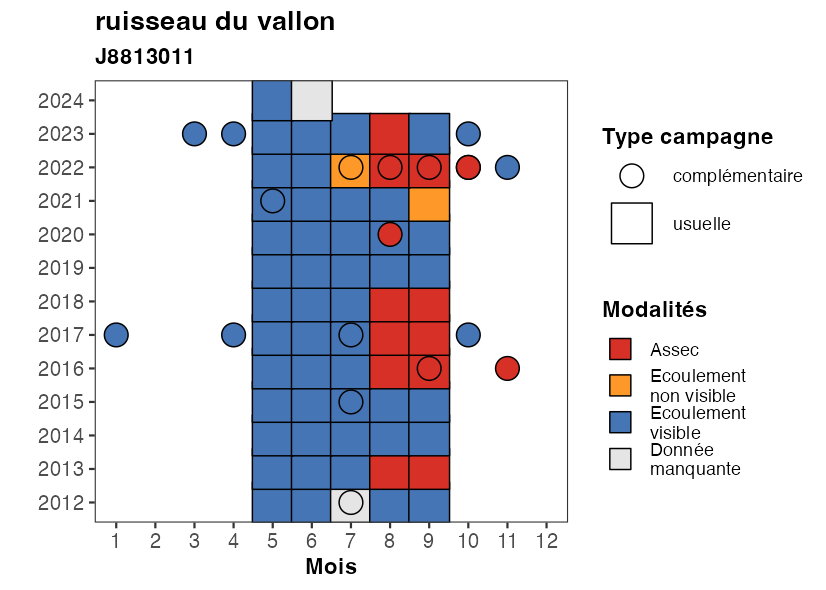 ruisseau du vallon
J8813011
2024
2023
2022
2021
2020
2019
2018
2017
2016
2015
2014
2013
2012
1 2 3 4 5 6 7 8 9 10 11 12
Mois
Type campagne
complémentaire
usuelle
Modalités
Assec
Ecoulement
non visible
Ecoulement
visible
Donnée
manquante